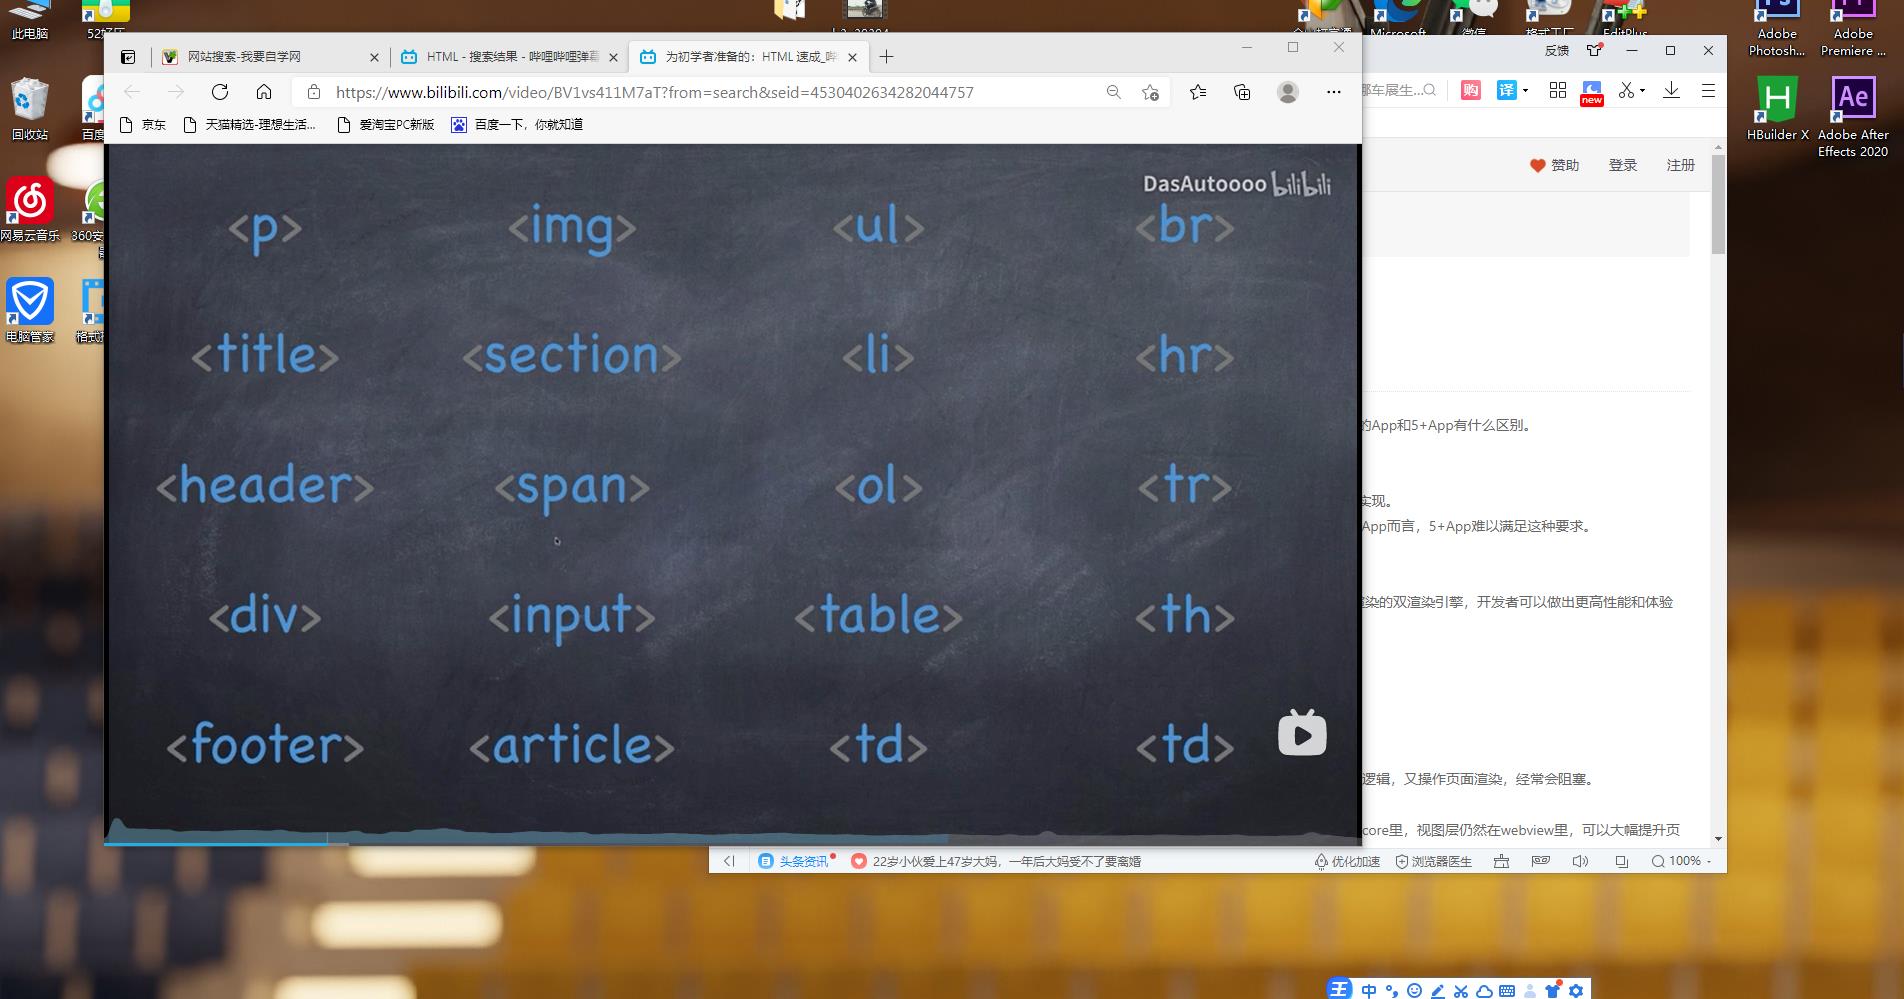 此电脑
Microsoft
微信
格式工厂
EditPlus
Adobe Photosh...
Adobe Premiere ...
回收站
HBuilder X
Adobe After Effects 2020
网易云音乐
电脑管家
网站搜索-我要自学网
HTML - 搜索结果 - 哔哩哔哩弹幕
为初学者准备的：HTML 速成_哔
https://www.bilibili.com/video/BV1vs411M7aT?from=search&seid=4530402634282044757
京东
天猫精选-理想生活...
爱淘宝PC新版
百度一下，你就知道
DasAutoooo bilibili
<p> <img> <ul> <br>
<title> <section> <li> <hr>
<header> <span> <ol> <tr>
<div> <input> <table> <th>
<footer> <article> <td> <td>
反馈
那车展生...
购
译
new
赞助 登录 注册
的App和5+App有什么区别。
实现。
App而言，5+App难以满足这种要求。
染的双渲染引擎，开发者可以做出更高性能和体验
逻辑，又操作页面渲染，经常会阻塞。
core里，视图层仍然在webview里，可以大幅提升页
头条资讯
22岁小伙爱上47岁大妈，一年后大妈受不了要离婚
优化加速
浏览器医生
100%
王 中